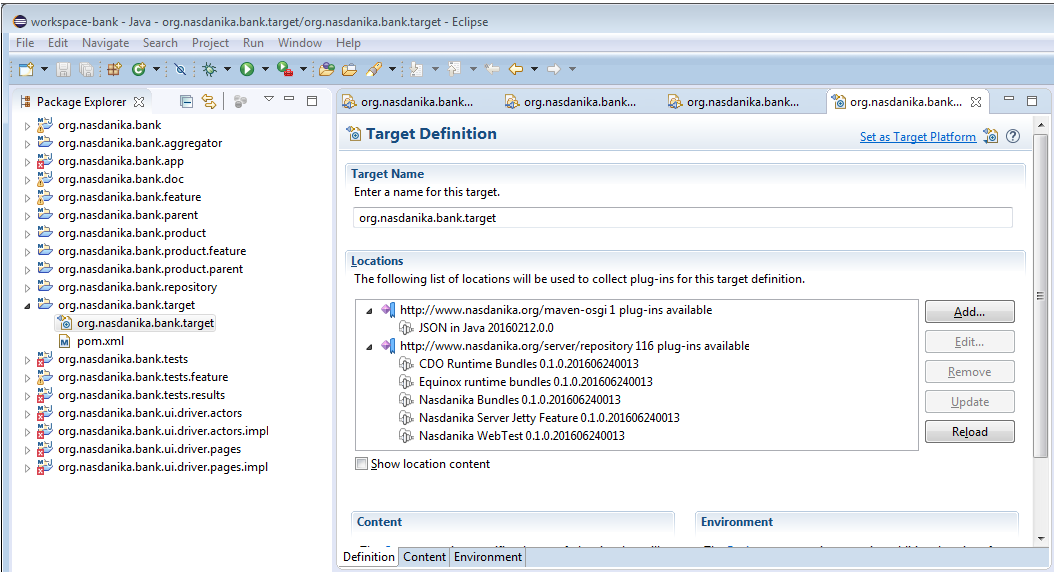 workspace-bank - Java - org.nasdanika.bank.target/org.nasdanika.bank.target - Eclipse
File Edit Navigate Search Project Run Window Help
Package Explorer
org.nasdanika.bank
org.nasdanika.bank.aggregator
org.nasdanika.bank.app
org.nasdanika.bank.doc
org.nasdanika.bank.feature
org.nasdanika.bank.parent
org.nasdanika.bank.product
org.nasdanika.bank.product.feature
org.nasdanika.bank.product.parent
org.nasdanika.bank.repository
org.nasdanika.bank.target
org.nasdanika.bank.target
pom.xml
org.nasdanika.bank.tests
org.nasdanika.bank.tests.feature
org.nasdanika.bank.tests.results
org.nasdanika.bank.ui.driver.actors
org.nasdanika.bank.ui.driver.actors.impl
org.nasdanika.bank.ui.driver.pages
org.nasdanika.bank.ui.driver.pages.impl
org.nasdanika.bank... org.nasdanika.bank... org.nasdanika.bank... org.nasdanika.bank...
Target Definition
Set as Target Platform
Target Name
Enter a name for this target.
org.nasdanika.bank.target
Locations
The following list of locations will be used to collect plug-ins for this target definition.
http://www.nasdanika.org/maven-osgi 1 plug-ins available
JSON in Java 20160212.0.0
http://www.nasdanika.org/server/repository 116 plug-ins available
CDO Runtime Bundles 0.1.0.201606240013
Equinox runtime bundles 0.1.0.201606240013
Nasdanika Bundles 0.1.0.201606240013
Nasdanika Server Jetty Feature 0.1.0.201606240013
Nasdanika WebTest 0.1.0.201606240013
Add...
Edit...
Remove
Update
Reload
Show location content
Content
Environment
Definition Content Environment